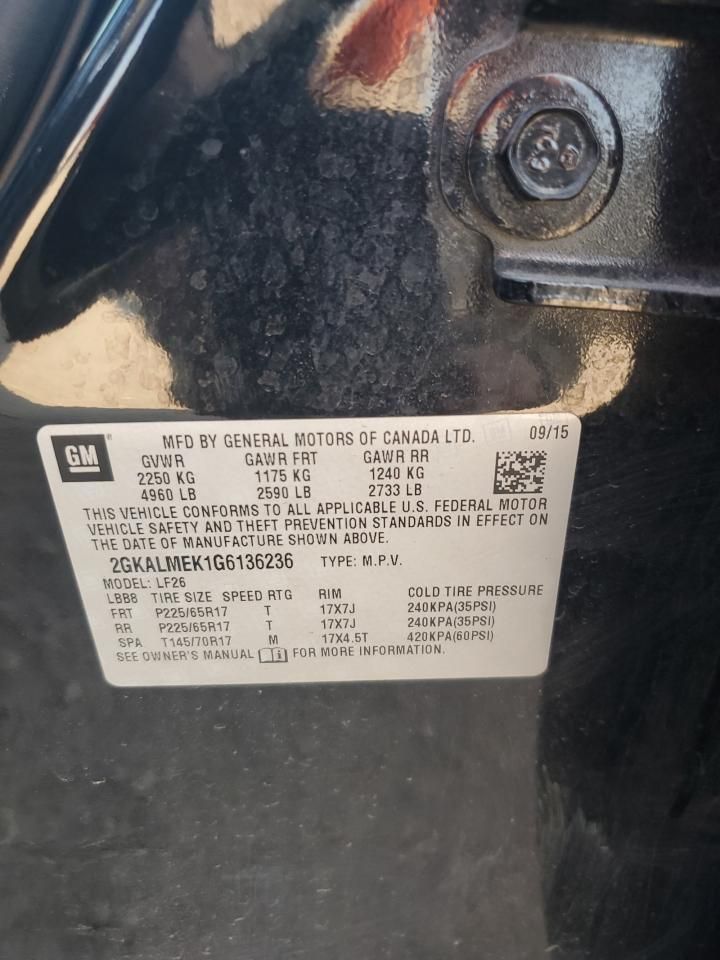 GM ® MFD BY GENERAL MOTORS OF CANADA LTD. 09/15
GVWR GAWR FRT GAWR RR
2250 KG 1175 KG 1240 KG
4960 LB 2590 LB 2733 LB
THIS VEHICLE CONFORMS TO ALL APPLICABLE U.S. FEDERAL MOTOR
VEHICLE SAFETY AND THEFT PREVENTION STANDARDS IN EFFECT ON
THE DATE OF MANUFACTURE SHOWN ABOVE.
2GKALMEK1G6136236 TYPE: M.P.V.
MODEL: LF26
LBB8 TIRE SIZE SPEED RTG RIM COLD TIRE PRESSURE
FRT P225/65R17 T 17X7J 240KPA(35PSI)
RR P225/65R17 T 17X7J 240KPA(35PSI)
SPA T145/70R17 M 17X4.5T 420KPA(60PSI)
SEE OWNER'S MANUAL FOR MORE INFORMATION.